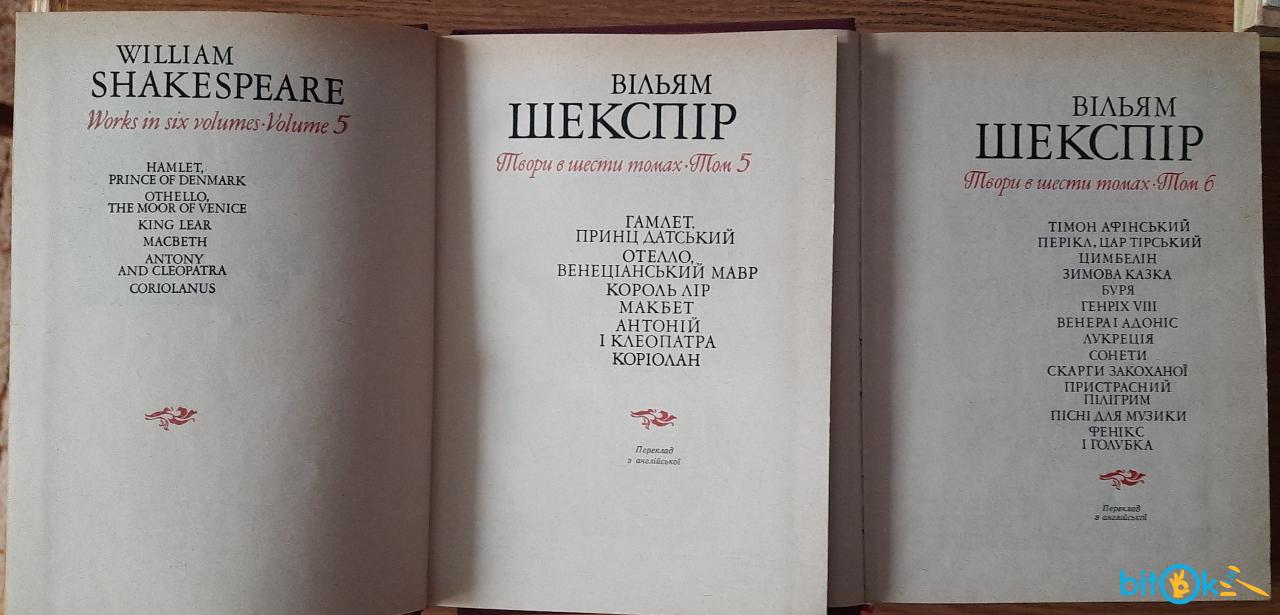 WILLIAM
SHAKESPEARE
Works in six volumes·Volume 5
HAMLET,
PRINCE OF DENMARK
OTHELLO,
THE MOOR OF VENICE
KING LEAR
MACBETH
ANTONY
AND CLEOPATRA
CORIOLANUS
ВІЛЬЯМ
ШЕКСПІР
Твори в шести томах·Том 5
ГАМЛЕТ,
ПРИНЦ ДАТСЬКИЙ
ОТЕЛЛО,
ВЕНЕЦІАНСЬКИЙ МАВР
КОРОЛЬ ЛІР
МАКБЕТ
АНТОНІЙ
І КЛЕОПАТРА
КОРІОЛАН
Переклад
з англійської
ВІЛЬЯМ
ШЕКСПІР
Твори в шести томах·Том 6
ТІМОН АФІНСЬКИЙ
ПЕРІКЛ, ЦАР ТІРСЬКИЙ
ЦИМБЕЛІН
ЗИМОВА КАЗКА
БУРЯ
ГЕНРІХ VIII
ВЕНЕРА І АДОНІС
ЛУКРЕЦІЯ
СОНЕТИ
СКАРГИ ЗАКОХАНОЇ
ПРИСТРАСНИЙ
ПІЛІГРИМ
ПІСНІ ДЛЯ МУЗИКИ
ФЕНІКС
І ГОЛУБКА
Переклад
з англійської
bitOk